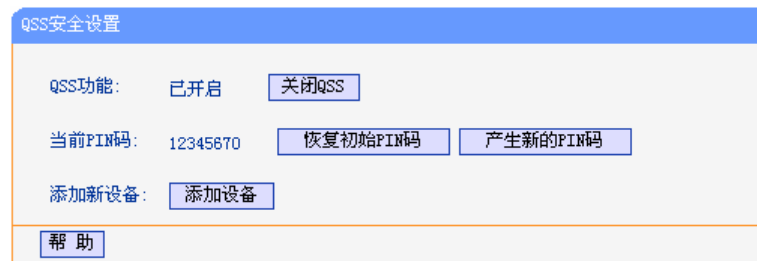 QSS安全设置
QSS功能: 已开启 关闭QSS
当前PIN码: 12345670 恢复初始PIN码 产生新的PIN码
添加新设备: 添加设备
帮 助